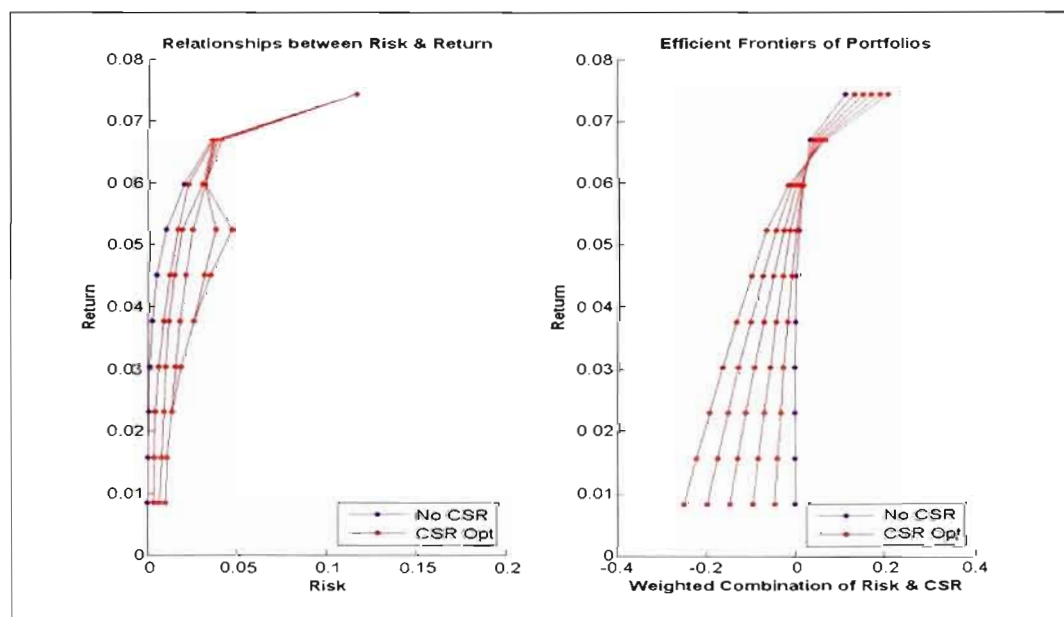 Relationships between Risk & Return
0.08
0.07
0.06
0.05
0.04
0.03
0.02
0.01
0
Return
0
0.05
0.1
0.15
0.2
Risk
No CSR
CSR Opt
Efficient Frontiers of Portfolios
0.08
0.07
0.06
0.05
0.04
0.03
0.02
0.01
0
Return
-0.4
-0.2
0
0.2
0.4
Weighted Combination of Risk & CSR
No CSR
CSR Opt